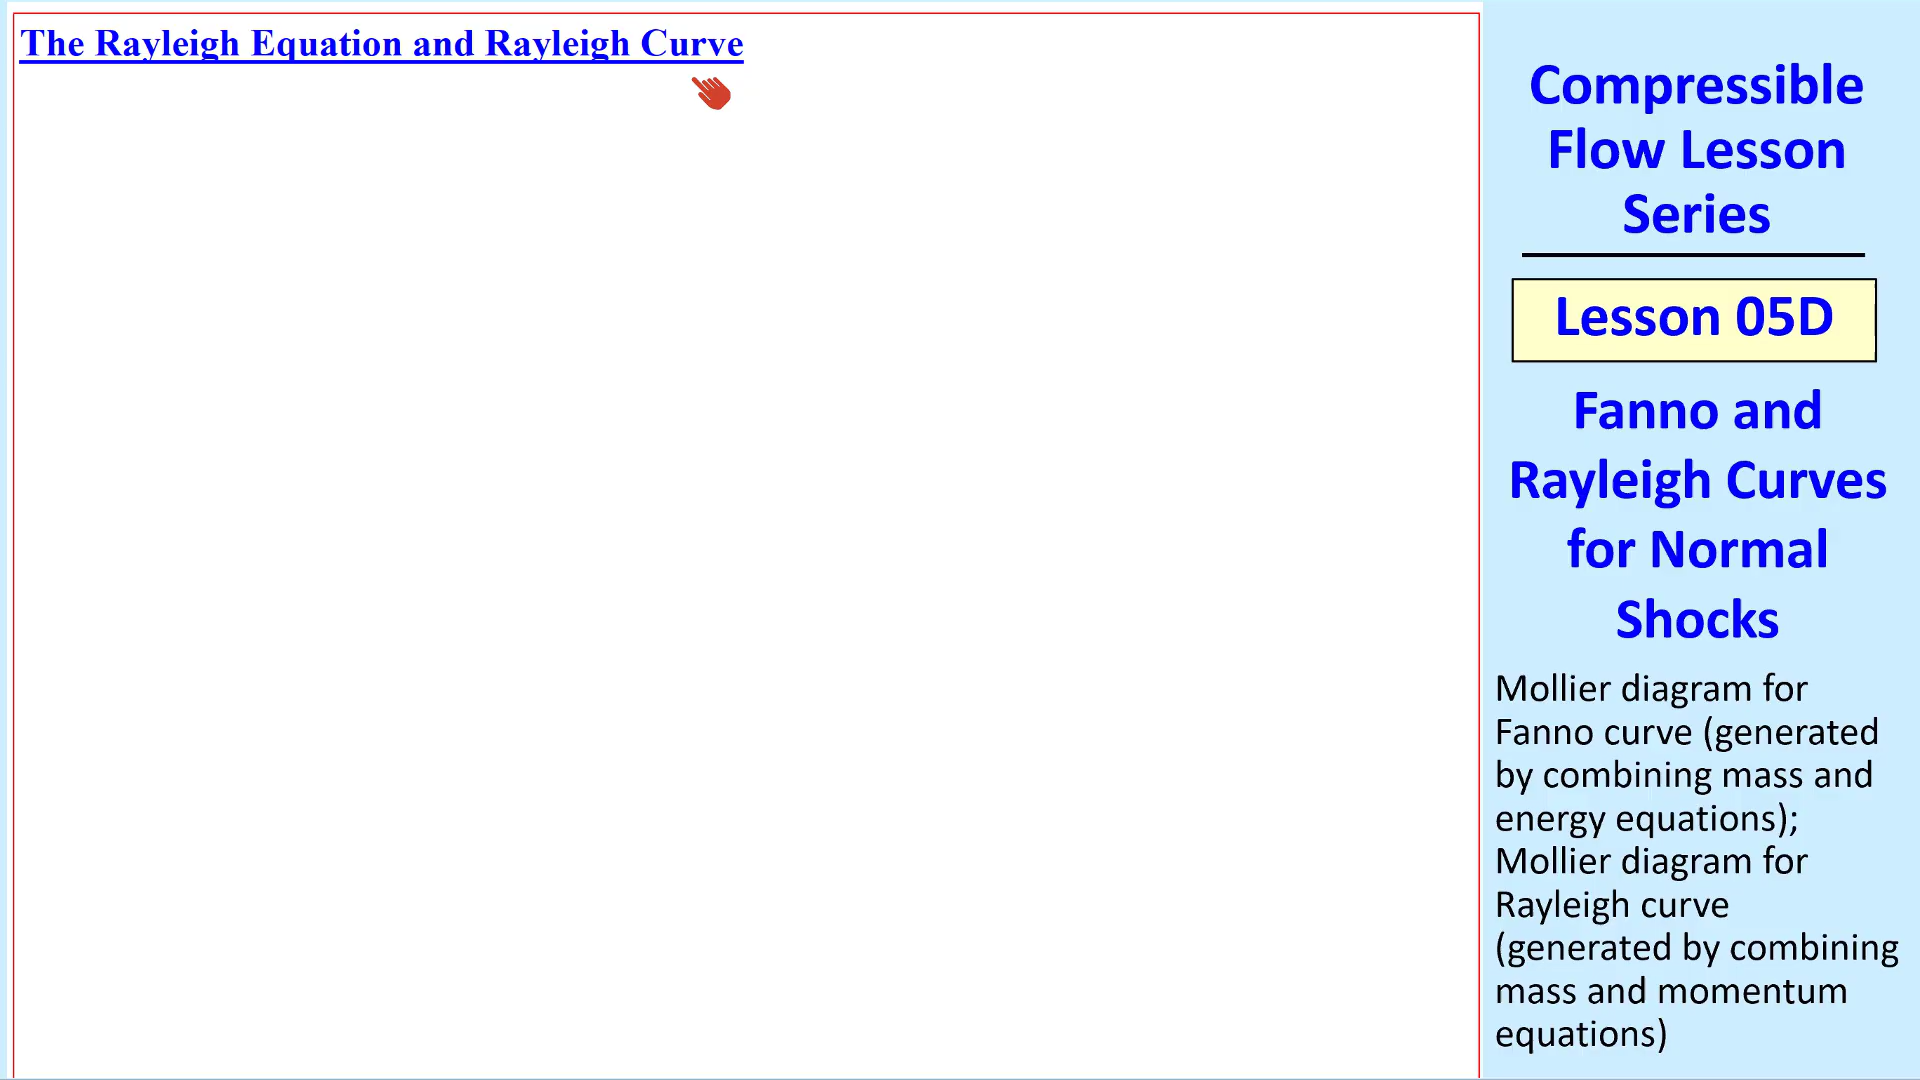 The Rayleigh Equation and Rayleigh Curve
Compressible
Flow Lesson
Series
Lesson 05D
Fanno and
Rayleigh Curves
for Normal
Shocks
Mollier diagram for
Fanno curve (generated
by combining mass and
energy equations);
Mollier diagram for
Rayleigh curve
(generated by combining
mass and momentum
equations)